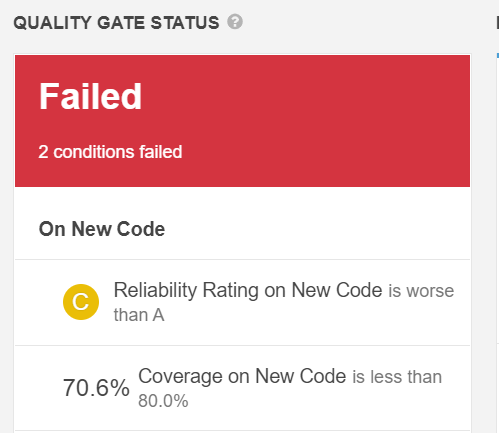 QUALITY GATE STATUS ?
Failed
2 conditions failed
On New Code
C Reliability Rating on New Code is worse
than A
70.6% Coverage on New Code is less than
80.0%